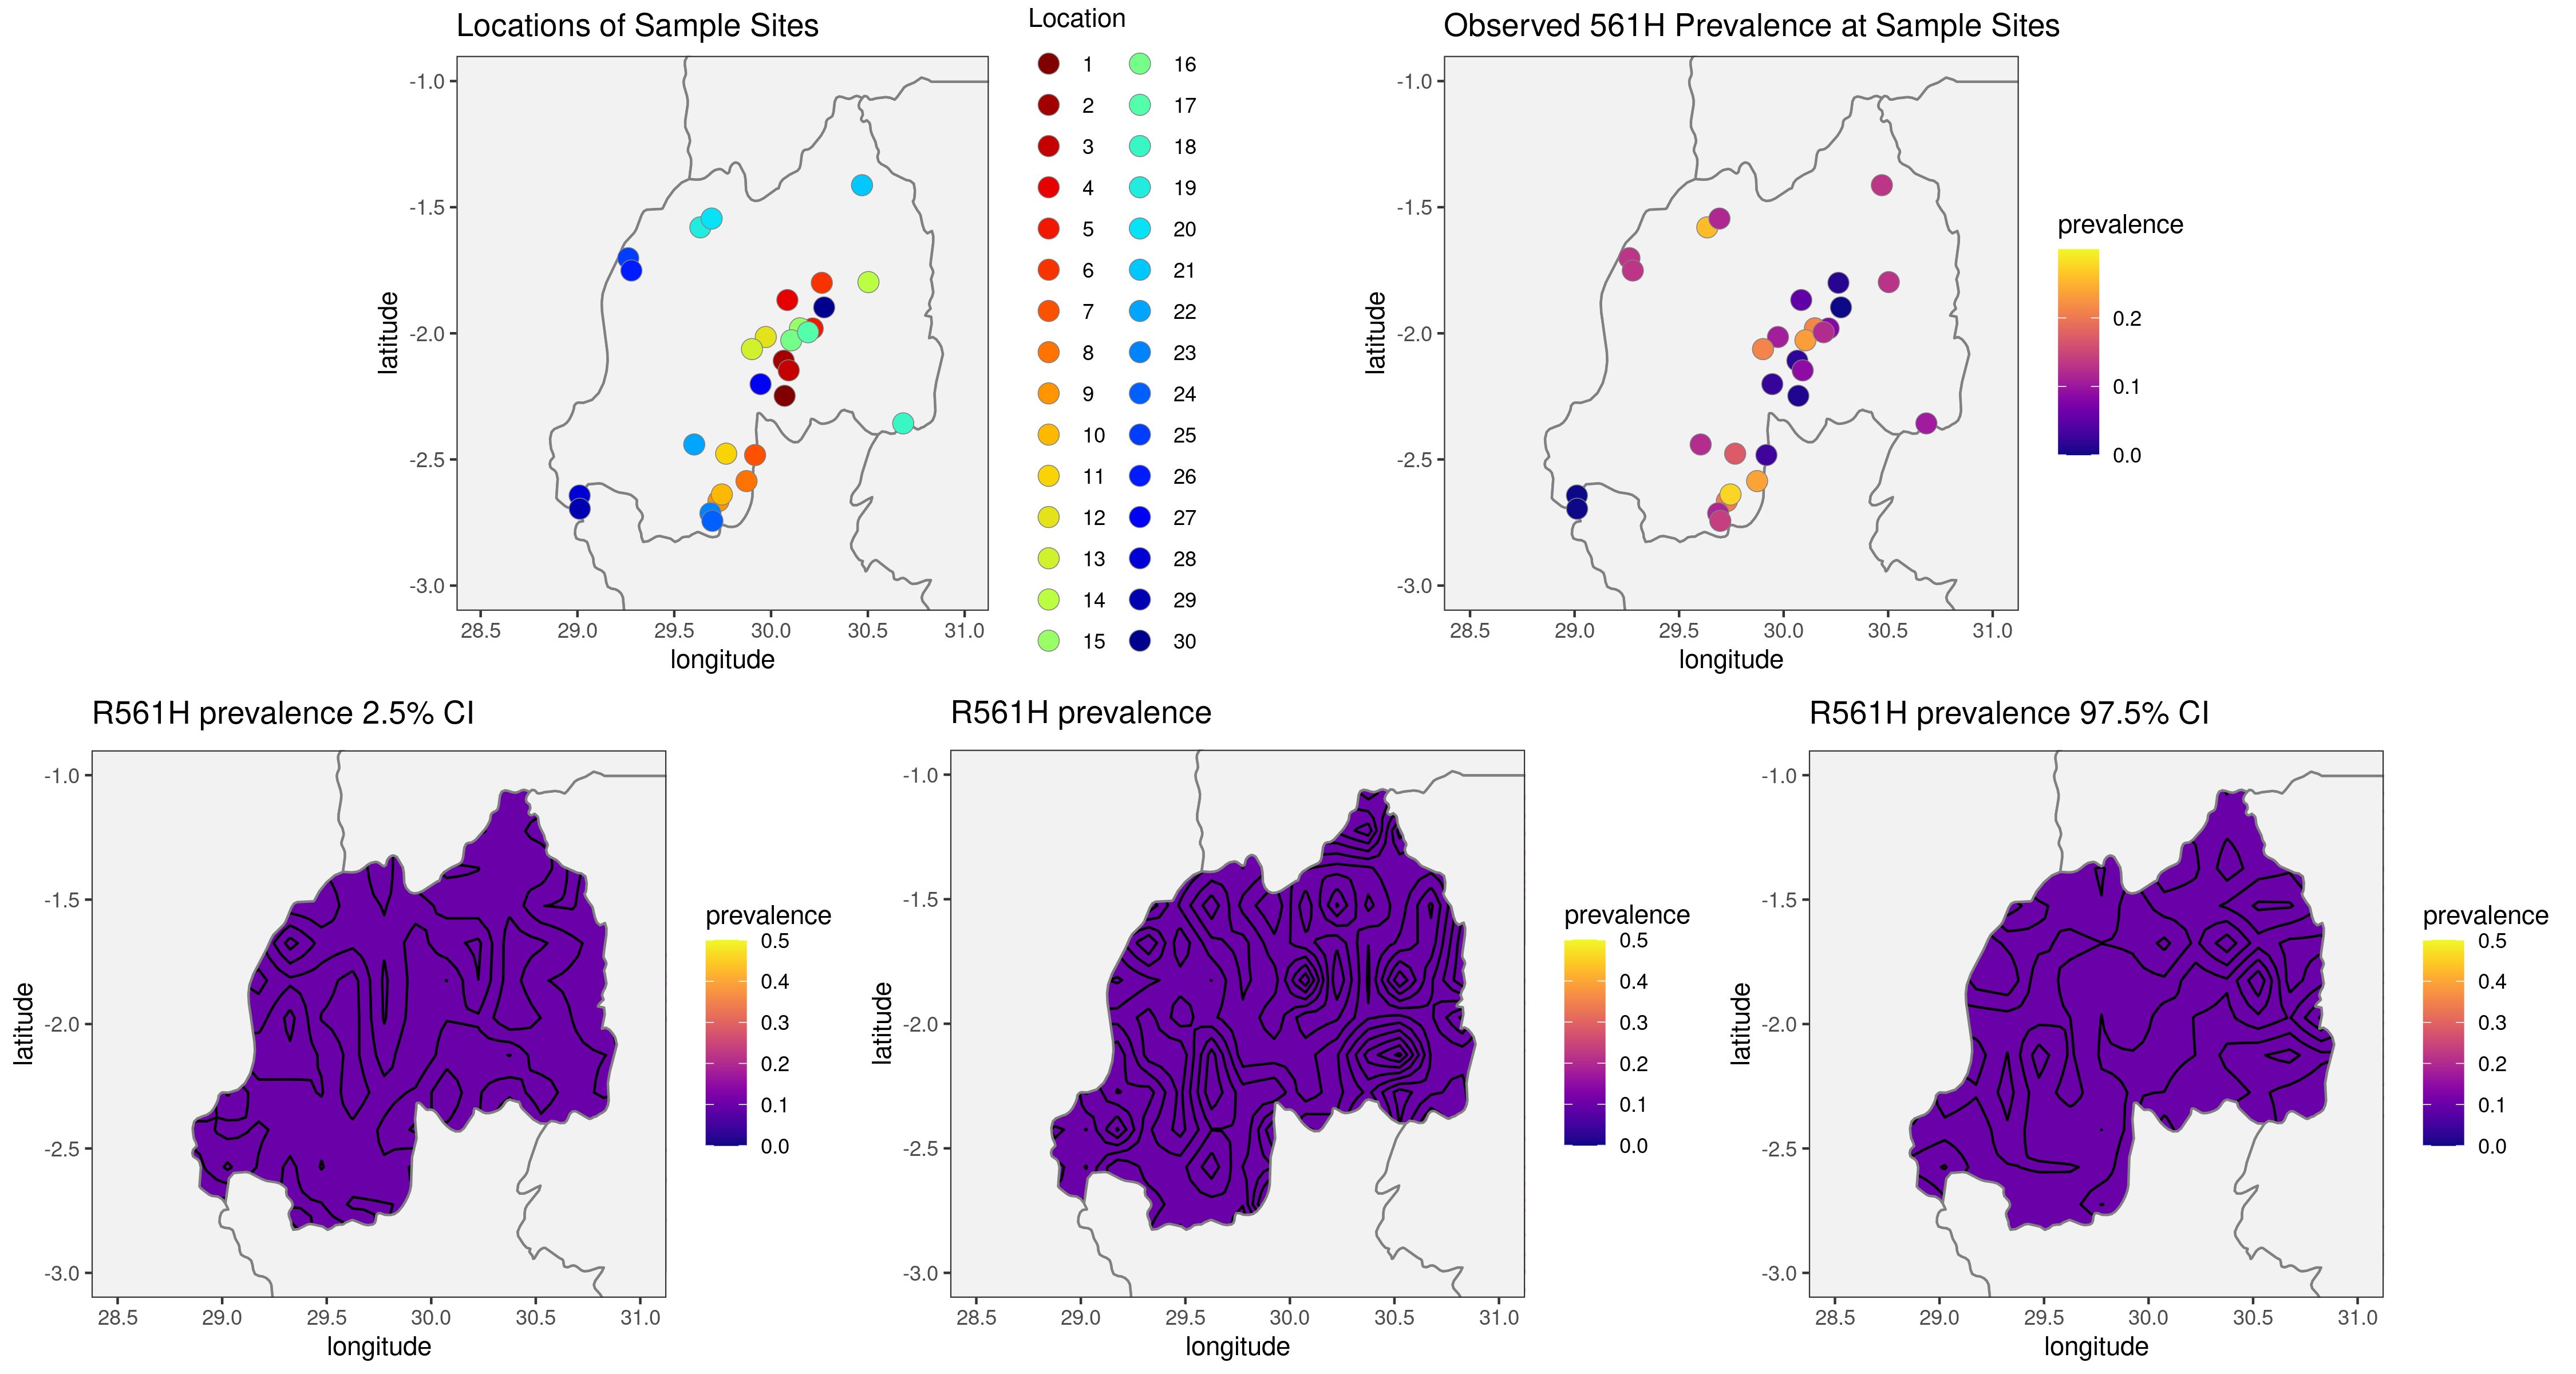 Locations of Sample Sites
-1.0
-1.5
-2.0
-2.5
-3.0
latitude
28.5 29.0 29.5 30.0 30.5 31.0
longitude
Location
1 16
2 17
3 18
4 19
5 20
6 21
7 22
8 23
9 24
10 25
11 26
12 27
13 28
14 29
15 30
Observed 561H Prevalence at Sample Sites
-1.0
-1.5
-2.0
-2.5
-3.0
latitude
28.5 29.0 29.5 30.0 30.5 31.0
longitude
prevalence
0.2
0.1
0.0
R561H prevalence 2.5% CI
-1.0
-1.5
-2.0
-2.5
-3.0
latitude
28.5 29.0 29.5 30.0 30.5 31.0
longitude
prevalence
0.5
0.4
0.3
0.2
0.1
0.0
R561H prevalence
-1.0
-1.5
-2.0
-2.5
-3.0
latitude
28.5 29.0 29.5 30.0 30.5 31.0
longitude
prevalence
0.5
0.4
0.3
0.2
0.1
0.0
R561H prevalence 97.5% CI
-1.0
-1.5
-2.0
-2.5
-3.0
latitude
28.5 29.0 29.5 30.0 30.5 31.0
longitude
prevalence
0.5
0.4
0.3
0.2
0.1
0.0